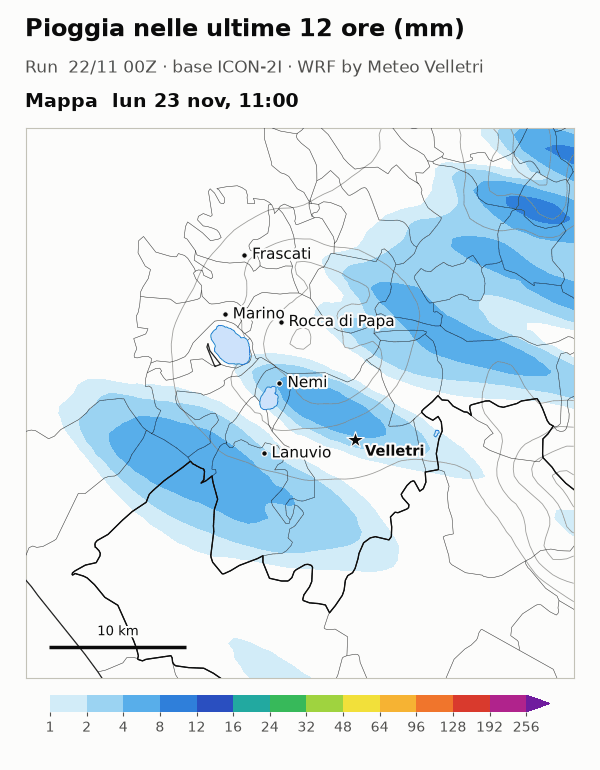 Pioggia nelle ultime 12 ore (mm)
Run  22/11 00Z · base ICON-2I · WRF by Meteo Velletri
Mappa  lun 23 nov, 11:00
Frascati
Marino
Rocca di Papa
Nemi
Velletri
Lanuvio
10 km
1 2 4 8 12 16 24 32 48 64 96 128 192 256